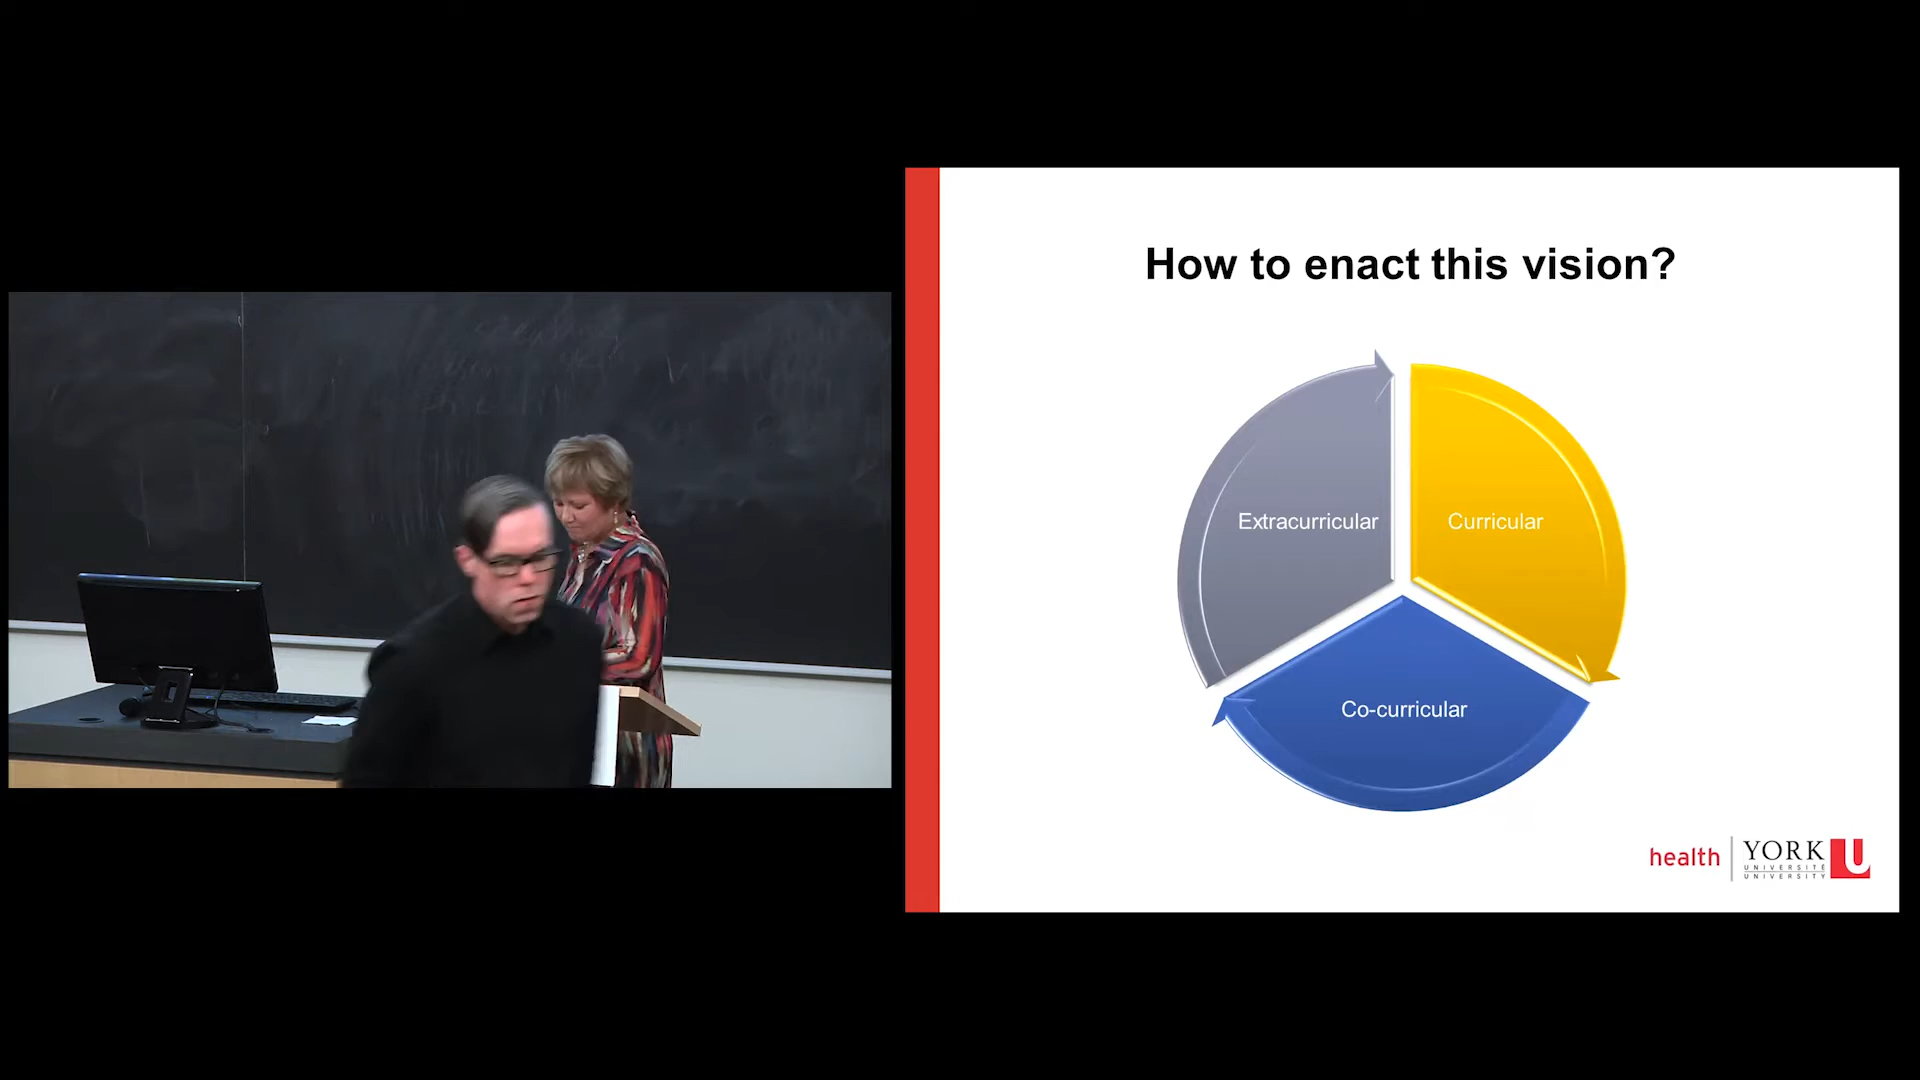 How to enact this vision?
Extracurricular
Curricular
Co-curricular
health
YORK
UNIVERSITÉ
UNIVERSITY
U